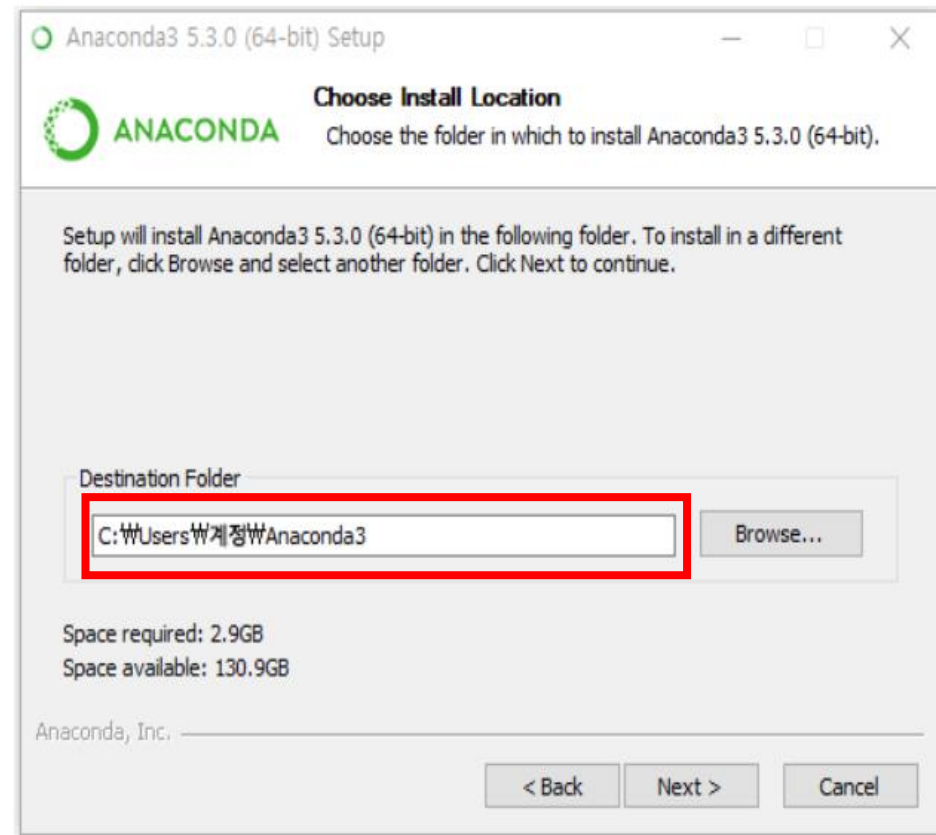 Anaconda3 5.3.0 (64-bit) Setup
ANACONDA
Choose Install Location
Choose the folder in which to install Anaconda3 5.3.0 (64-bit).
Setup will install Anaconda3 5.3.0 (64-bit) in the following folder. To install in a different
folder, click Browse and select another folder. Click Next to continue.
Destination Folder
C:₩Users₩계정₩Anaconda3
Browse...
Space required: 2.9GB
Space available: 130.9GB
Anaconda, Inc.
< Back
Next >
Cancel